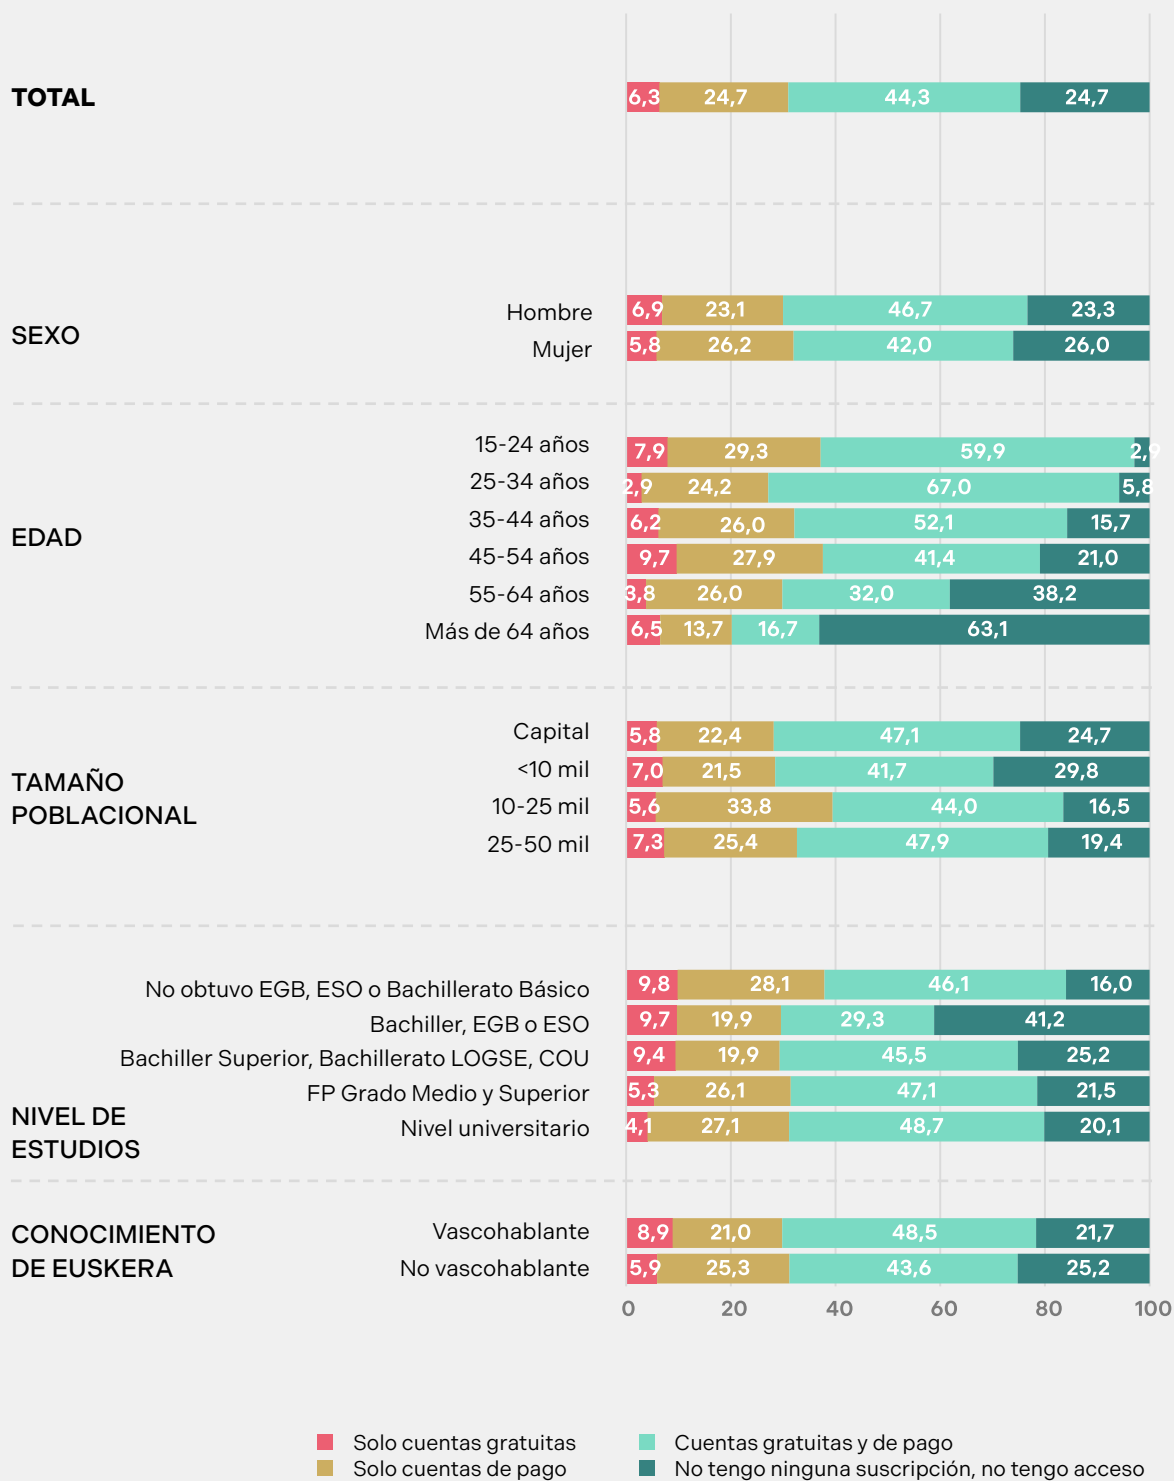 TOTAL
6,3 24,7 44,3 24,7
SEXO
Hombre 6,9 23,1 46,7 23,3
Mujer 5,8 26,2 42,0 26,0
EDAD
15-24 años 7,9 29,3 59,9 2,9
25-34 años 2,9 24,2 67,0 5,8
35-44 años 6,2 26,0 52,1 15,7
45-54 años 9,7 27,9 41,4 21,0
55-64 años 3,8 26,0 32,0 38,2
Más de 64 años 6,5 13,7 16,7 63,1
TAMAÑO
POBLACIONAL
Capital 5,8 22,4 47,1 24,7
<10 mil 7,0 21,5 41,7 29,8
10-25 mil 5,6 33,8 44,0 16,5
25-50 mil 7,3 25,4 47,9 19,4
NIVEL DE
ESTUDIOS
No obtuvo EGB, ESO o Bachillerato Básico 9,8 28,1 46,1 16,0
Bachiller, EGB o ESO 9,7 19,9 29,3 41,2
Bachiller Superior, Bachillerato LOGSE, COU 9,4 19,9 45,5 25,2
FP Grado Medio y Superior 5,3 26,1 47,1 21,5
Nivel universitario 4,1 27,1 48,7 20,1
CONOCIMIENTO
DE EUSKERA
Vascohablante 8,9 21,0 48,5 21,7
No vascohablante 5,9 25,3 43,6 25,2
0 20 40 60 80 100
Solo cuentas gratuitas
Solo cuentas de pago
Cuentas gratuitas y de pago
No tengo ninguna suscripción, no tengo acceso